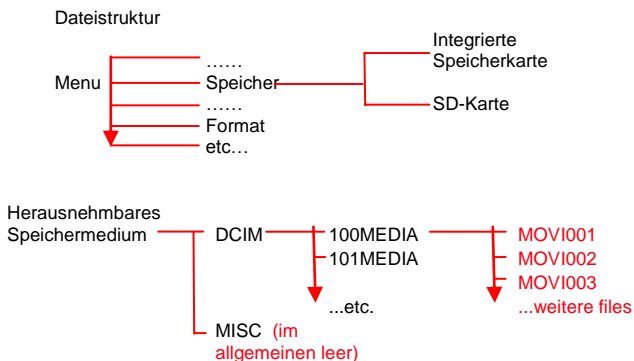 Dateistruktur
Menu
......
Speicher
......
Format
etc...
Integrierte
Speicherkarte
SD-Karte
Herausnehmbares
Speichermedium
DCIM
100MEDIA
101MEDIA
...etc.
MOVI001
MOVI002
MOVI003
...weitere files
MISC (im
allgemeinen leer)